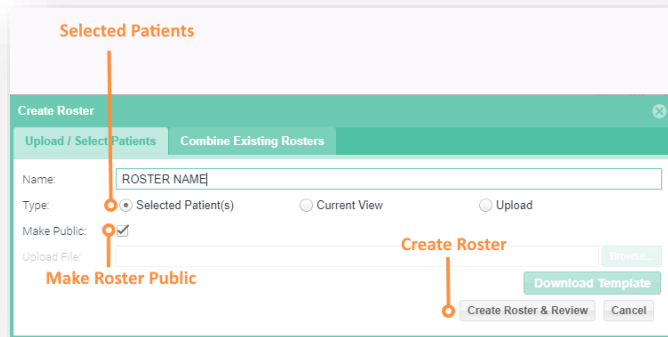 Selected Patients
Create Roster
Upload / Select Patients Combine Existing Rosters
Name: ROSTER NAME
Type: Selected Patient(s) Current View Upload
Make Public:
Create Roster
Upload File: Browse...
Make Roster Public
Download Template
Create Roster & Review Cancel